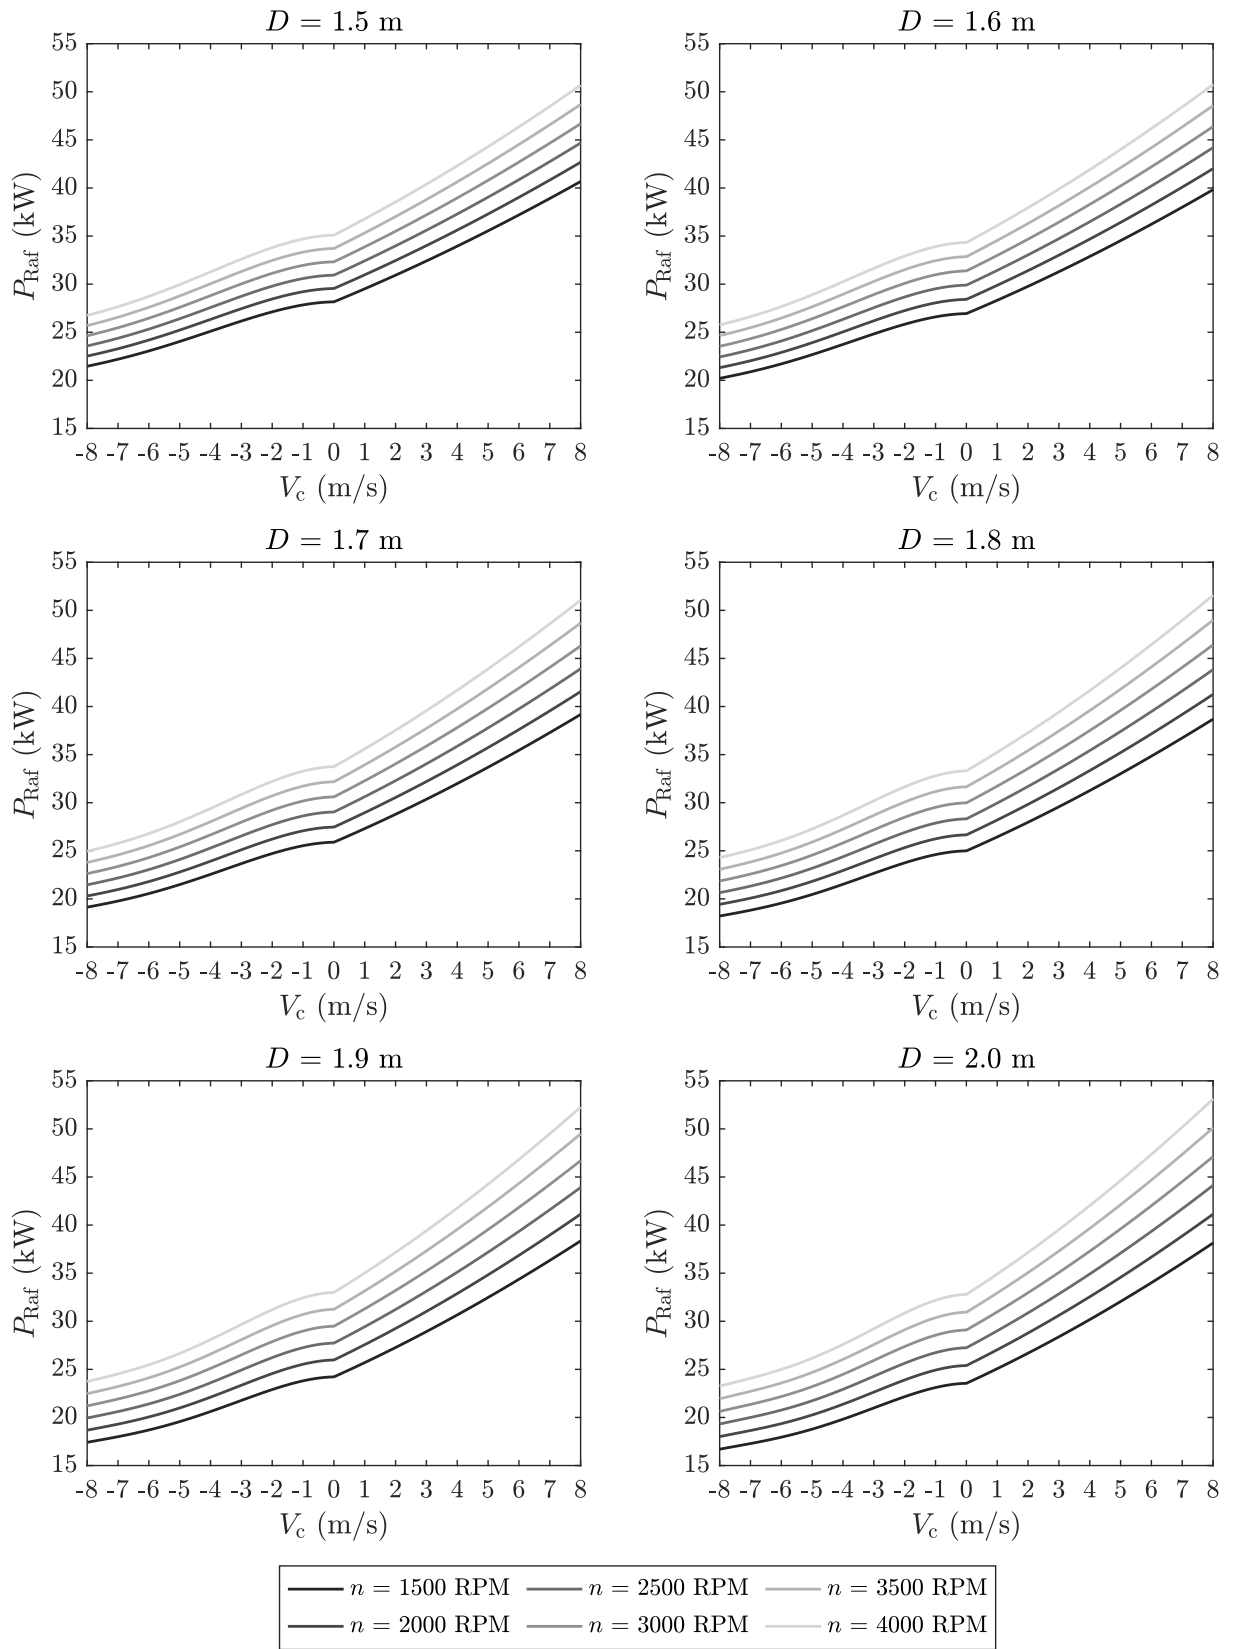 D = 1.5 m
55
50
45
40
35
30
25
20
15
P_Raf (kW)
-8 -7 -6 -5 -4 -3 -2 -1 0 1 2 3 4 5 6 7 8
V_c (m/s)
D = 1.6 m
55
50
45
40
35
30
25
20
15
P_Raf (kW)
-8 -7 -6 -5 -4 -3 -2 -1 0 1 2 3 4 5 6 7 8
V_c (m/s)
D = 1.7 m
55
50
45
40
35
30
25
20
15
P_Raf (kW)
-8 -7 -6 -5 -4 -3 -2 -1 0 1 2 3 4 5 6 7 8
V_c (m/s)
D = 1.8 m
55
50
45
40
35
30
25
20
15
P_Raf (kW)
-8 -7 -6 -5 -4 -3 -2 -1 0 1 2 3 4 5 6 7 8
V_c (m/s)
D = 1.9 m
55
50
45
40
35
30
25
20
15
P_Raf (kW)
-8 -7 -6 -5 -4 -3 -2 -1 0 1 2 3 4 5 6 7 8
V_c (m/s)
D = 2.0 m
55
50
45
40
35
30
25
20
15
P_Raf (kW)
-8 -7 -6 -5 -4 -3 -2 -1 0 1 2 3 4 5 6 7 8
V_c (m/s)
n = 1500 RPM n = 2500 RPM n = 3500 RPM
n = 2000 RPM n = 3000 RPM n = 4000 RPM